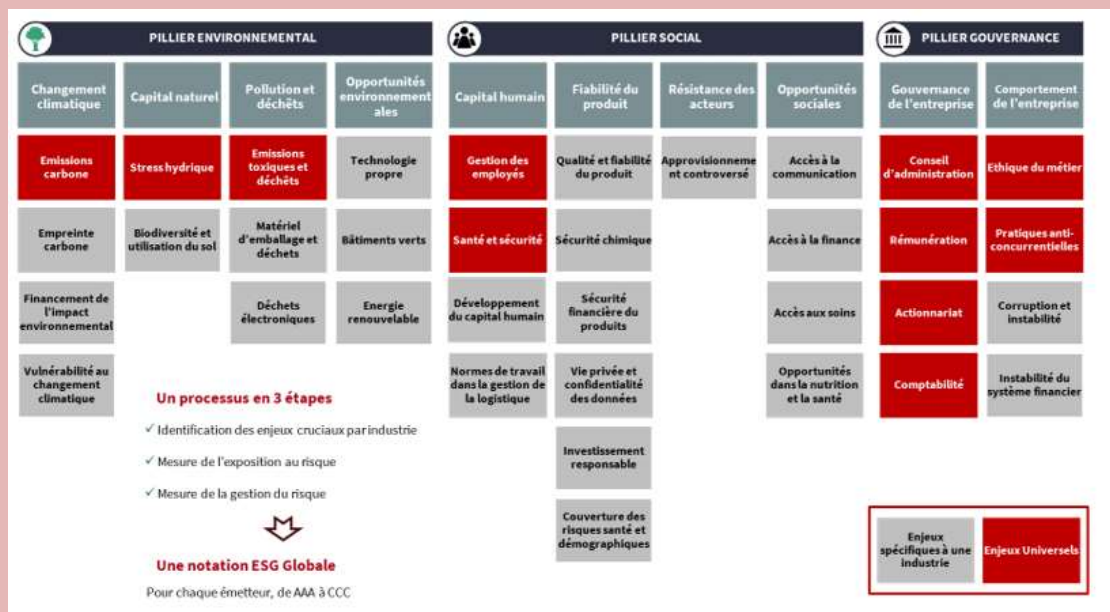 PILLIER ENVIRONNEMENTAL
PILLIER SOCIAL
PILLIER GOUVERNANCE
Changement
climatique
Capital naturel
Pollution et
déchêts
Opportunités
environnement
ales
Capital humain
Fiabilité du
produit
Résistance des
acteurs
Opportunités
sociales
Gouvernance
de l'entreprise
Comportement
de l'entreprise
Emissions
carbone
Stress hydrique
Emissions
toxiques et
déchêts
Technologie
propre
Gestion des
employés
Qualité et fiabilité
du produit
Approvisionneme
nt controversé
Accès à la
communication
Conseil
d'administration
Ethique du métier
Empreinte
carbone
Biodiversité et
utilisation du sol
Matériel
d'emballage et
déchets
Bâtiments verts
Santé et sécurité
Sécurité chimique
Accès à la finance
Rémunération
Pratiques anti-
concurrentielles
Financement de
l'impact
environnemental
Déchets
électroniques
Energie
renouvelable
Développement
du capital humain
Sécurité
financière du
produits
Accès aux soins
Actionnariat
Corruption et
instabilité
Vulnérabilité au
changement
climatique
Normes de travail
dans la gestion de
la logistique
Vie privée et
confidentialité
des données
Opportunités
dans la nutrition
et la santé
Comptabilité
Instabilité du
système financier
Investissement
responsable
Couverture des
risques santé et
démographiques
Un processus en 3 étapes
✓ Identification des enjeux cruciaux par industrie
✓ Mesure de l'exposition au risque
✓ Mesure de la gestion du risque
Une notation ESG Globale
Pour chaque émetteur, de AAA à CCC
Enjeux
spécifiques à une
industrie
Enjeux Universels